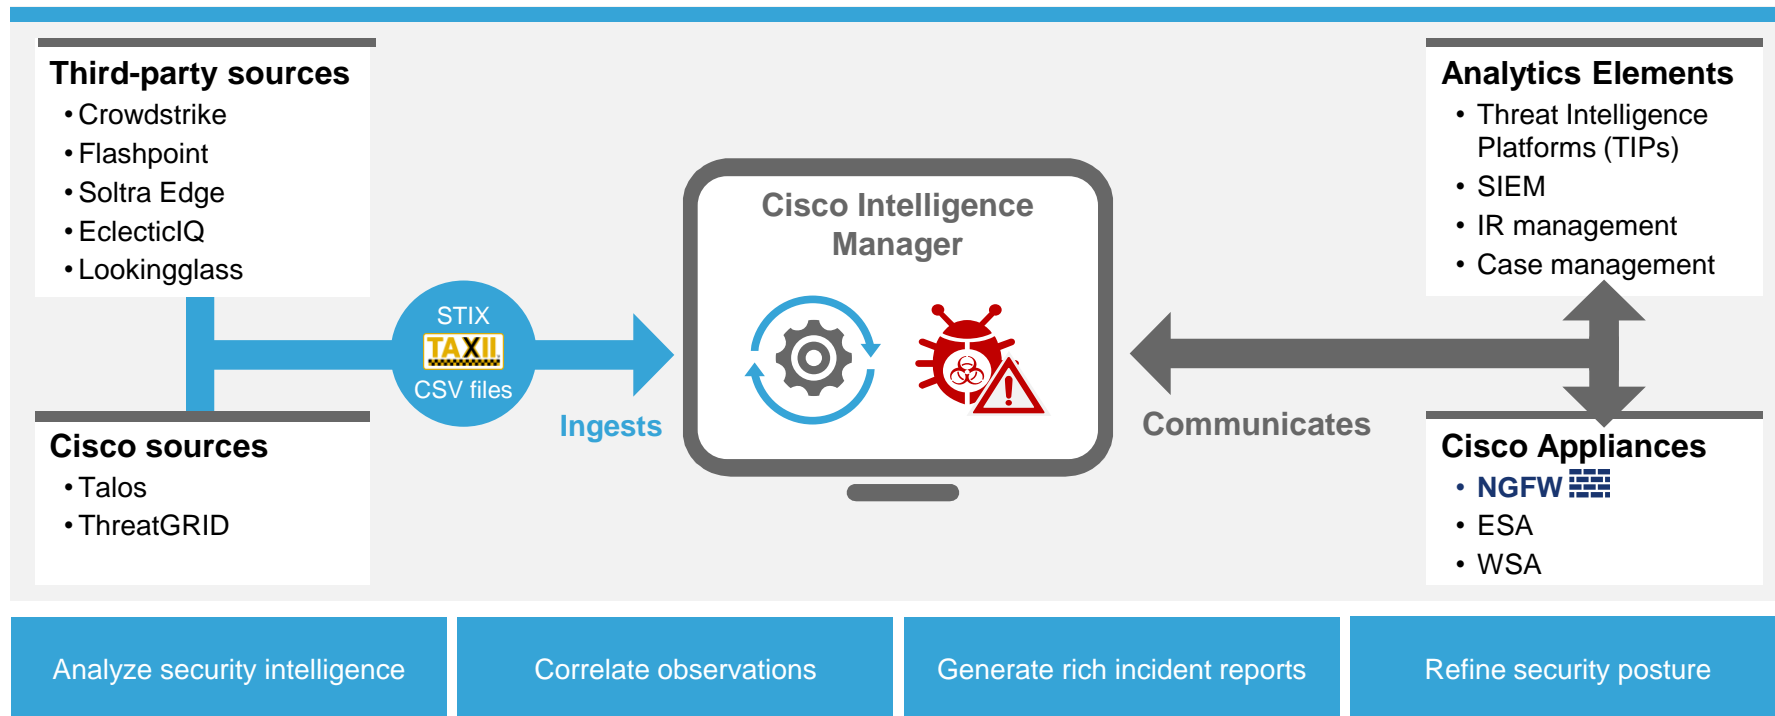 Third-party sources
• Crowdstrike
• Flashpoint
• Soltra Edge
• EclecticIQ
• Lookingglass
Cisco sources
• Talos
• ThreatGRID
STIX
TAXII
CSV files
Ingests
Cisco Intelligence
Manager
Communicates
Analytics Elements
• Threat Intelligence
Platforms (TIPs)
• SIEM
• IR management
• Case management
Cisco Appliances
• NGFW
• ESA
• WSA
Analyze security intelligence
Correlate observations
Generate rich incident reports
Refine security posture